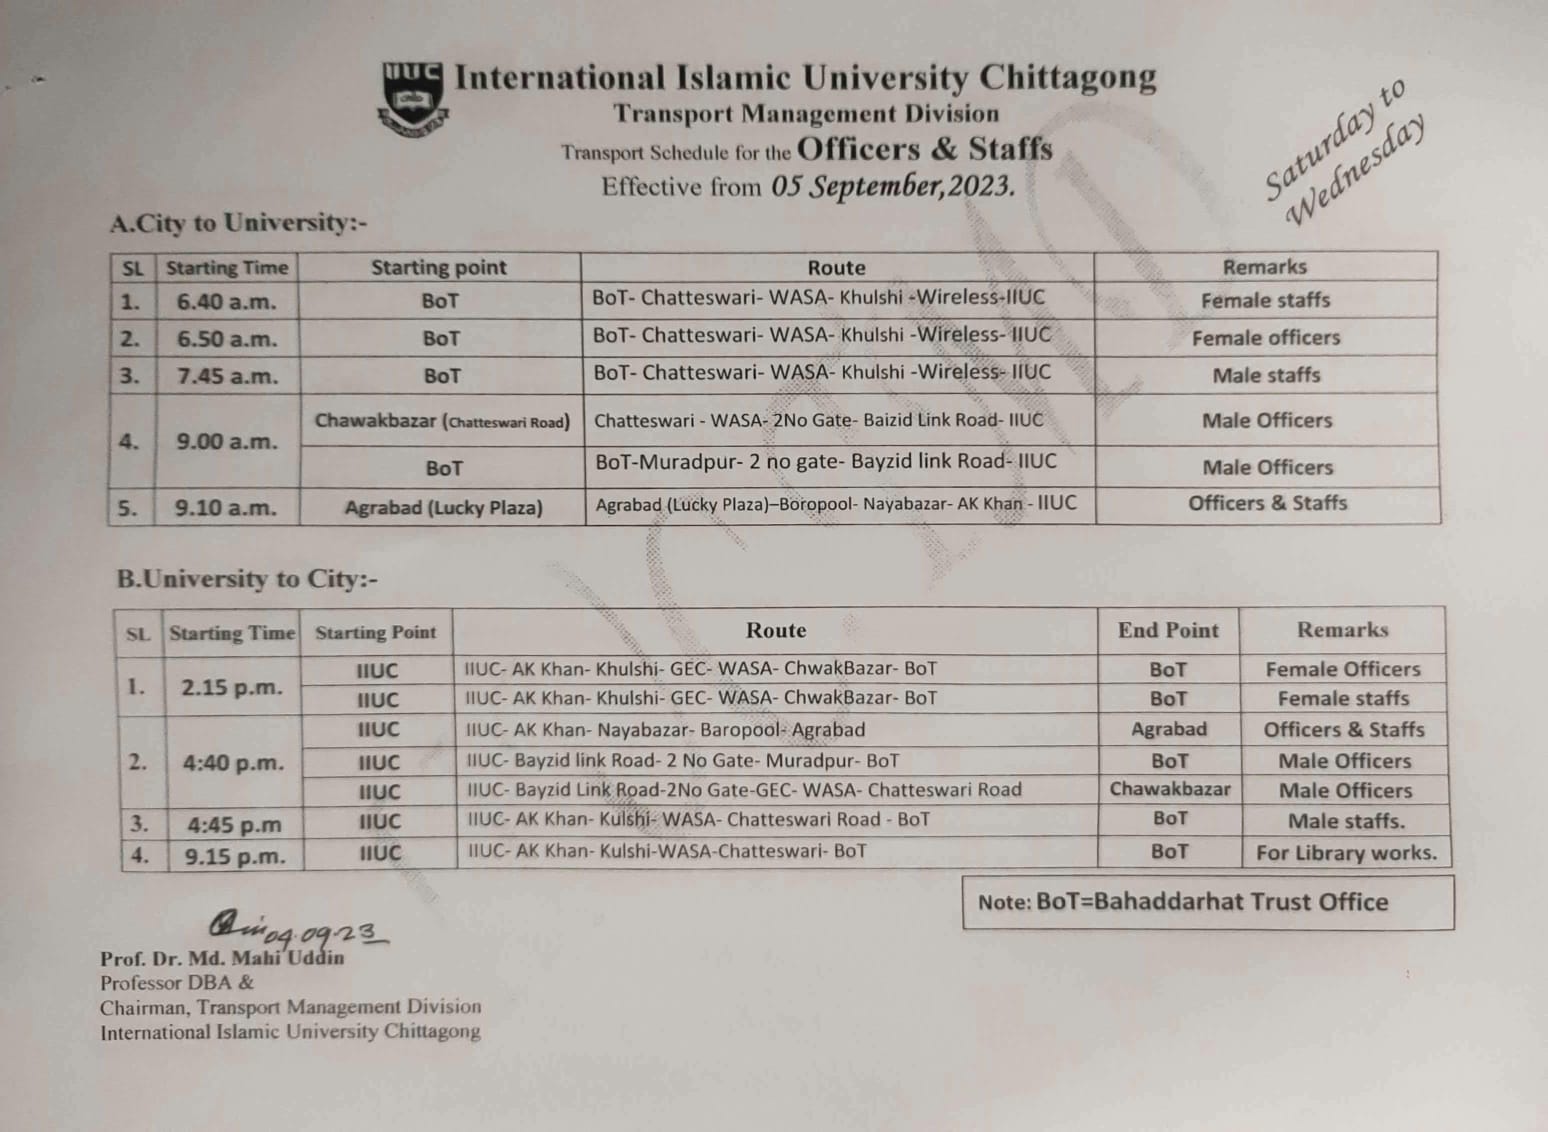 IIUC International Islamic University Chittagong
Transport Management Division
Transport Schedule for the Officers & Staffs
Effective from 05 September,2023.
Saturday to
Wednesday
A.City to University:-
SL Starting Time Starting point Route Remarks
1. 6.40 a.m. BoT BoT- Chatteswari- WASA- Khulshi -Wireless-IIUC Female staffs
2. 6.50 a.m. BoT BoT- Chatteswari- WASA- Khulshi -Wireless- IIUC Female officers
3. 7.45 a.m. BoT BoT- Chatteswari- WASA- Khulshi -Wireless- IIUC Male staffs
4. 9.00 a.m. Chawakbazar (Chatteswari Road) Chatteswari - WASA- 2No Gate- Baizid Link Road- IIUC Male Officers
BoT BoT-Muradpur- 2 no gate- Bayzid link Road- IIUC Male Officers
5. 9.10 a.m. Agrabad (Lucky Plaza) Agrabad (Lucky Plaza)–Boropool- Nayabazar- AK Khan - IIUC Officers & Staffs
B.University to City:-
SL Starting Time Starting Point Route End Point Remarks
1. 2.15 p.m. IIUC IIUC- AK Khan- Khulshi- GEC- WASA- ChwakBazar- BoT BoT Female Officers
IIUC IIUC- AK Khan- Khulshi- GEC- WASA- ChwakBazar- BoT BoT Female staffs
IIUC IIUC- AK Khan- Nayabazar- Baropool- Agrabad Agrabad Officers & Staffs
2. 4:40 p.m. IIUC IIUC- Bayzid link Road- 2 No Gate- Muradpur- BoT BoT Male Officers
IIUC IIUC- Bayzid Link Road-2No Gate-GEC- WASA- Chatteswari Road Chawakbazar Male Officers
3. 4:45 p.m IIUC IIUC- AK Khan- Kulshi- WASA- Chatteswari Road - BoT BoT Male staffs.
4. 9.15 p.m. IIUC IIUC- AK Khan- Kulshi-WASA-Chatteswari- BoT BoT For Library works.
Note: BoT=Bahaddarhat Trust Office
04.09.23
Prof. Dr. Md. Mahi Uddin
Professor DBA &
Chairman, Transport Management Division
International Islamic University Chittagong